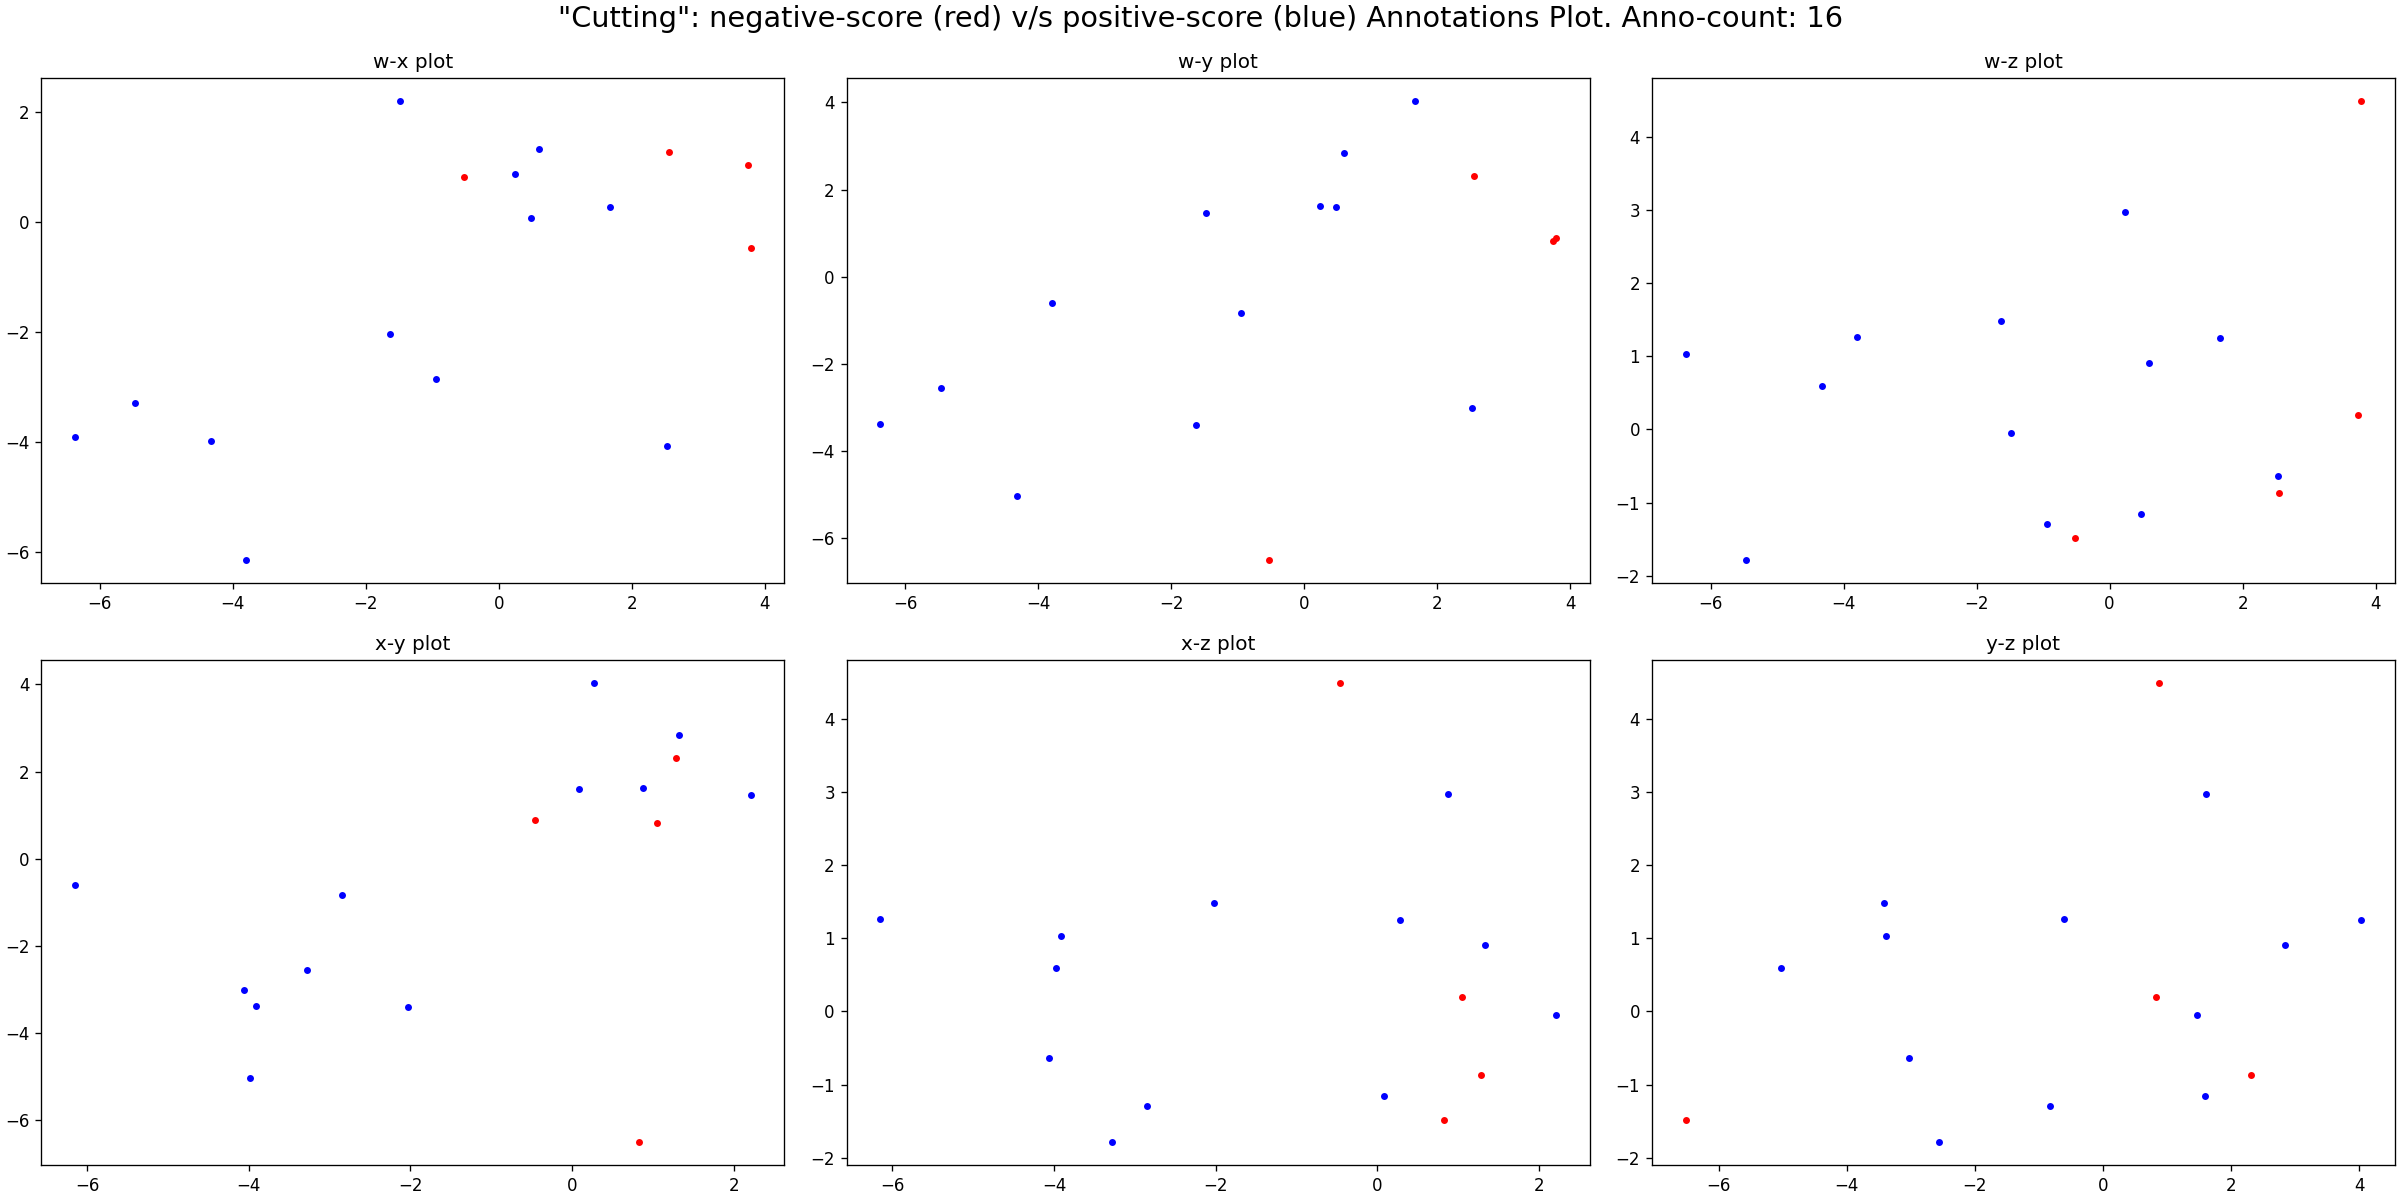 "Cutting": negative-score (red) v/s positive-score (blue) Annotations Plot. Anno-count: 16
w-x plot
w-y plot
w-z plot
2
0
−2
−4
−6
−6 −4 −2 0 2 4
4
2
0
−2
−4
−6
−6 −4 −2 0 2 4
4
3
2
1
0
−1
−2
−6 −4 −2 0 2 4
x-y plot
x-z plot
y-z plot
4
2
0
−2
−4
−6
−6 −4 −2 0 2
4
3
2
1
0
−1
−2
−6 −4 −2 0 2
4
3
2
1
0
−1
−2
−6 −4 −2 0 2 4